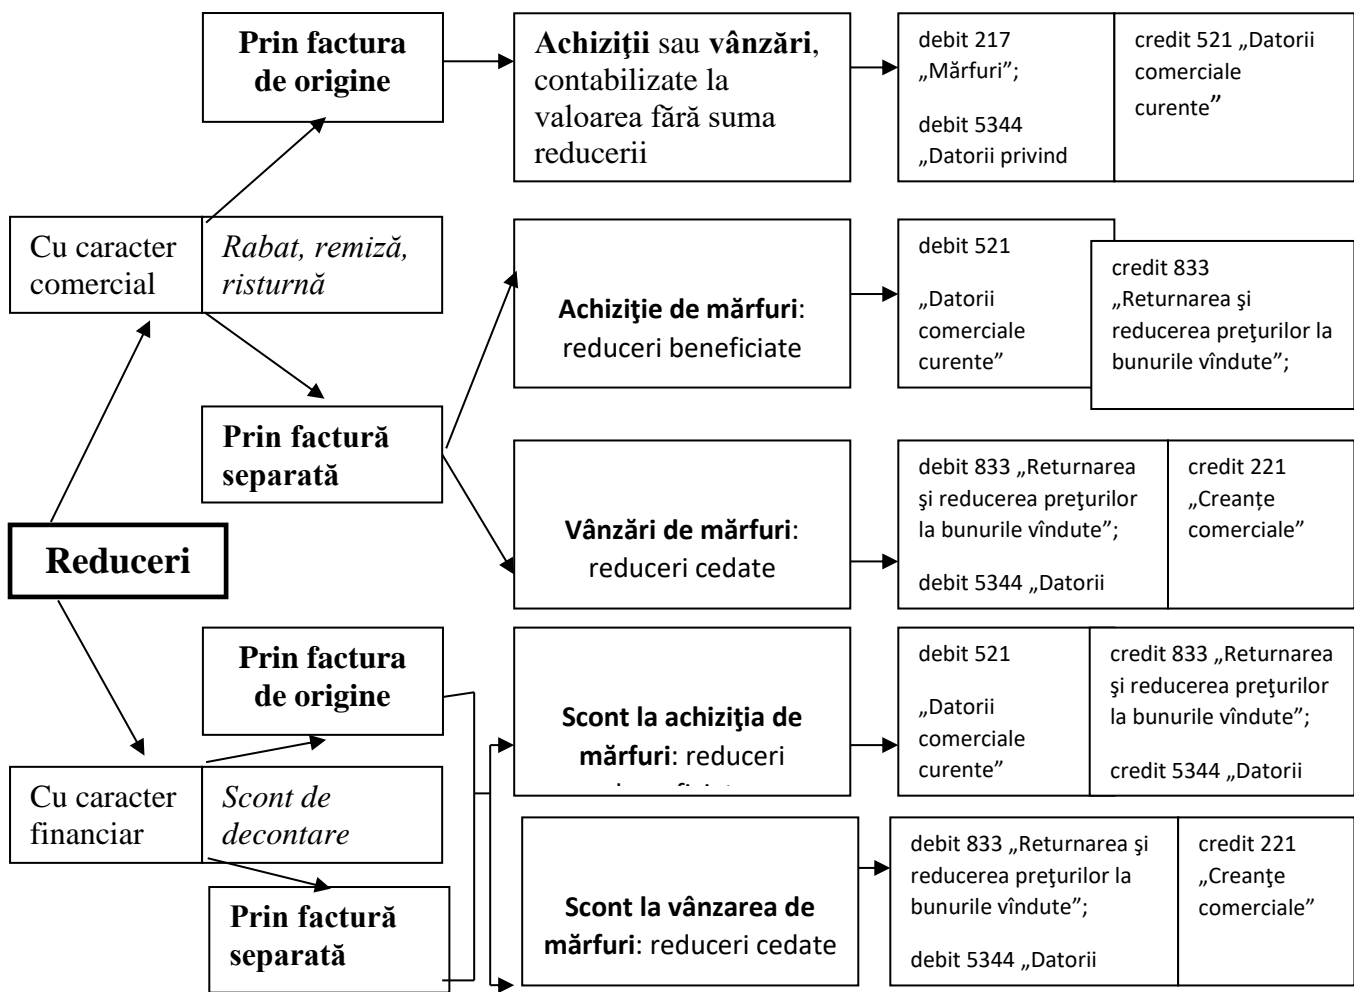 Prin factura
de origine
Achiziţii sau vânzări,
contabilizate la
valoarea fără suma
reducerii
debit 217
„Mărfuri”;
debit 5344
„Datorii privind
credit 521 „Datorii
comerciale
curente”
Cu caracter
comercial
Rabat, remiză,
risturnă
Achiziţie de mărfuri:
reduceri beneficiate
debit 521
„Datorii
comerciale
curente”
credit 833
„Returnarea şi
reducerea preţurilor la
bunurile vîndute”;
Prin factură
separată
Vânzări de mărfuri:
reduceri cedate
debit 833 „Returnarea
şi reducerea preţurilor
la bunurile vîndute”;
debit 5344 „Datorii
credit 221
„Creanțe
comerciale”
Reduceri
Prin factura
de origine
Scont la achiziţia de
mărfuri: reduceri
debit 521
„Datorii
comerciale
curente”
credit 833 „Returnarea
şi reducerea preţurilor
la bunurile vîndute”;
credit 5344 „Datorii
Cu caracter
financiar
Scont de
decontare
Prin factură
separată
Scont la vânzarea de
mărfuri: reduceri cedate
debit 833 „Returnarea şi
reducerea preţurilor la
bunurile vîndute”;
debit 5344 „Datorii
credit 221
„Creanţe
comerciale”